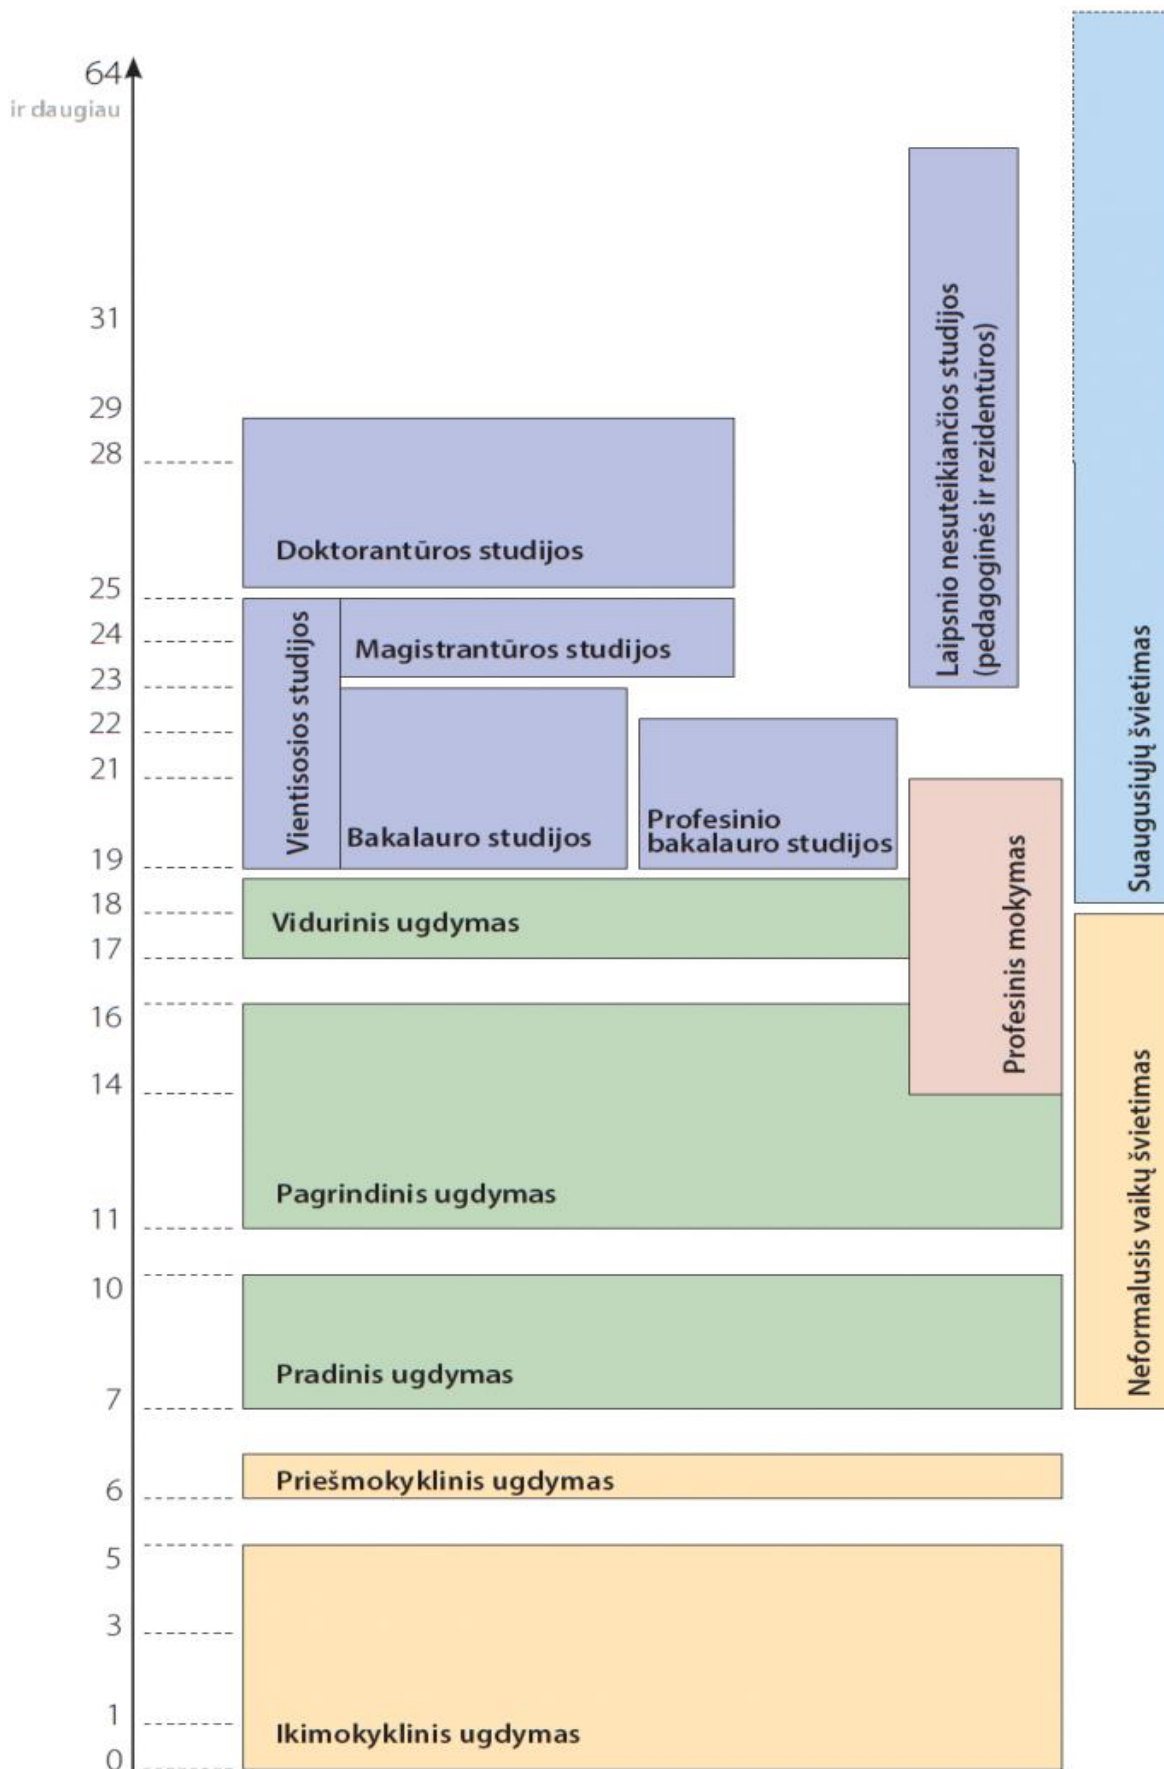 64
ir daugiau
31
29
28
25
24
23
22
21
19
18
17
16
14
11
10
7
6
5
3
1
0
Doktorantūros studijos
Vientisosios studijos
Magistrantūros studijos
Bakalauro studijos
Profesinio
bakalauro studijos
Laipsnio nesuteikiančios studijos
(pedagoginės ir rezidentūros)
Vidurinis ugdymas
Profesinis mokymas
Suaugusiųjų švietimas
Pagrindinis ugdymas
Neformalusis vaikų švietimas
Pradinis ugdymas
Priešmokyklinis ugdymas
Ikimokyklinis ugdymas